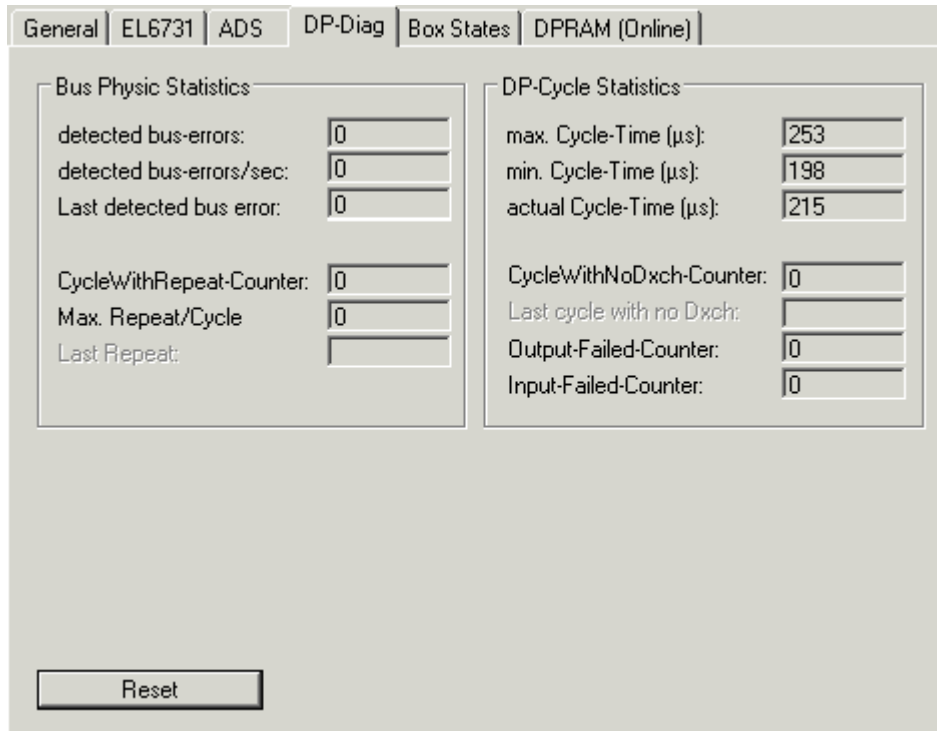 General EL6731 ADS DP-Diag Box States DPRAM (Online)
Bus Physic Statistics
detected bus-errors: 0
detected bus-errors/sec: 0
Last detected bus error: 0
CycleWithRepeat-Counter: 0
Max. Repeat/Cycle 0
Last Repeat:
DP-Cycle Statistics
max. Cycle-Time (µs): 253
min. Cycle-Time (µs): 198
actual Cycle-Time (µs): 215
CycleWithNoDxch-Counter: 0
Last cycle with no Dxch:
Output-Failed-Counter: 0
Input-Failed-Counter: 0
Reset